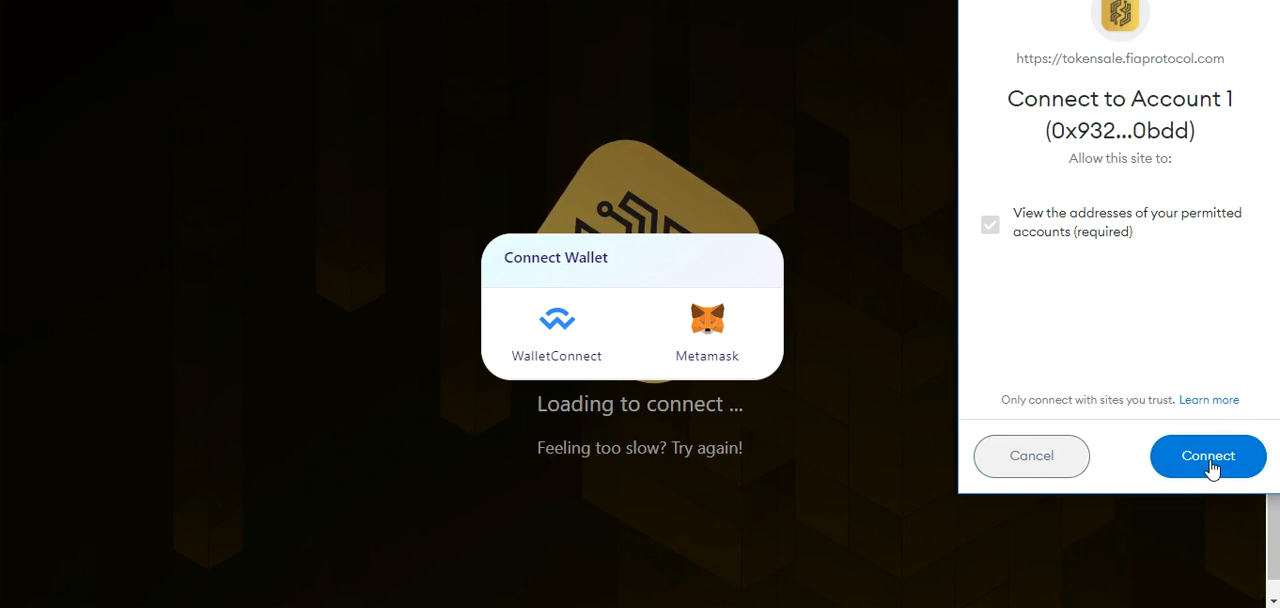 Connect Wallet
WalletConnect
Metamask
Loading to connect ...
Feeling too slow? Try again!
https://tokensale.fiaprotocol.com
Connect to Account 1
(0x932...0bdd)
Allow this site to:
View the addresses of your permitted
accounts (required)
Only connect with sites you trust. Learn more
Cancel
Connect